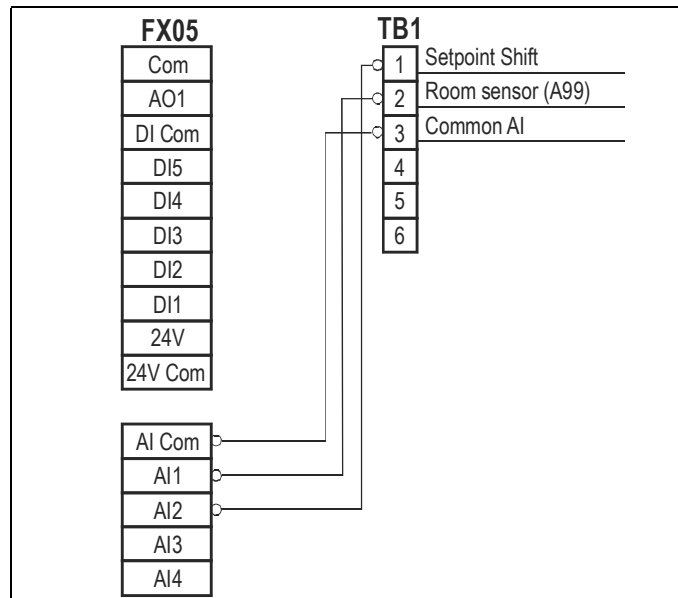 FX05
Com
AO1
DI Com
DI5
DI4
DI3
DI2
DI1
24V
24V Com
AI Com
AI1
AI2
AI3
AI4
TB1
1 Setpoint Shift
2 Room sensor (A99)
3 Common AI
4
5
6